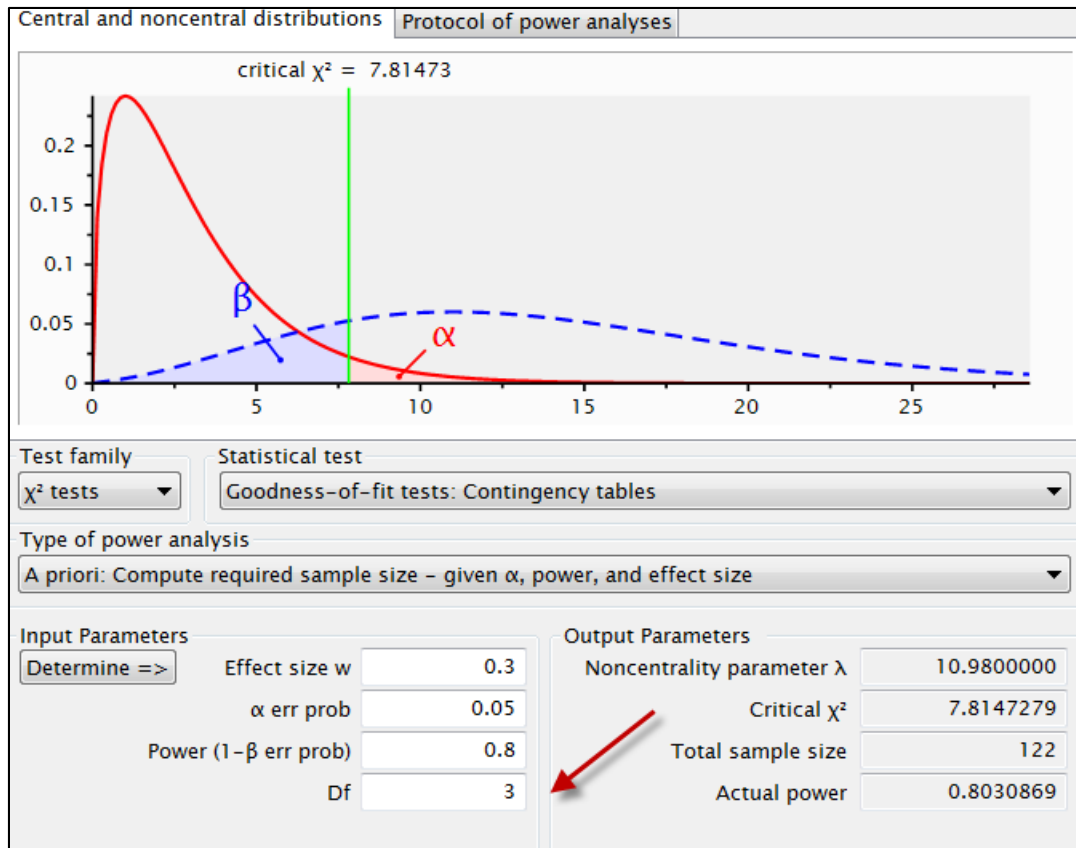 Central and noncentral distributions Protocol of power analyses
critical χ² = 7.81473
0.2
0.15
0.1
0.05
0
β
α
0 5 10 15 20 25
Test family Statistical test
χ² tests Goodness-of-fit tests: Contingency tables
Type of power analysis
A priori: Compute required sample size - given α, power, and effect size
Input Parameters Output Parameters
Determine => Effect size w 0.3 Noncentrality parameter λ 10.9800000
α err prob 0.05 Critical χ² 7.8147279
Power (1-β err prob) 0.8 Total sample size 122
Df 3 Actual power 0.8030869